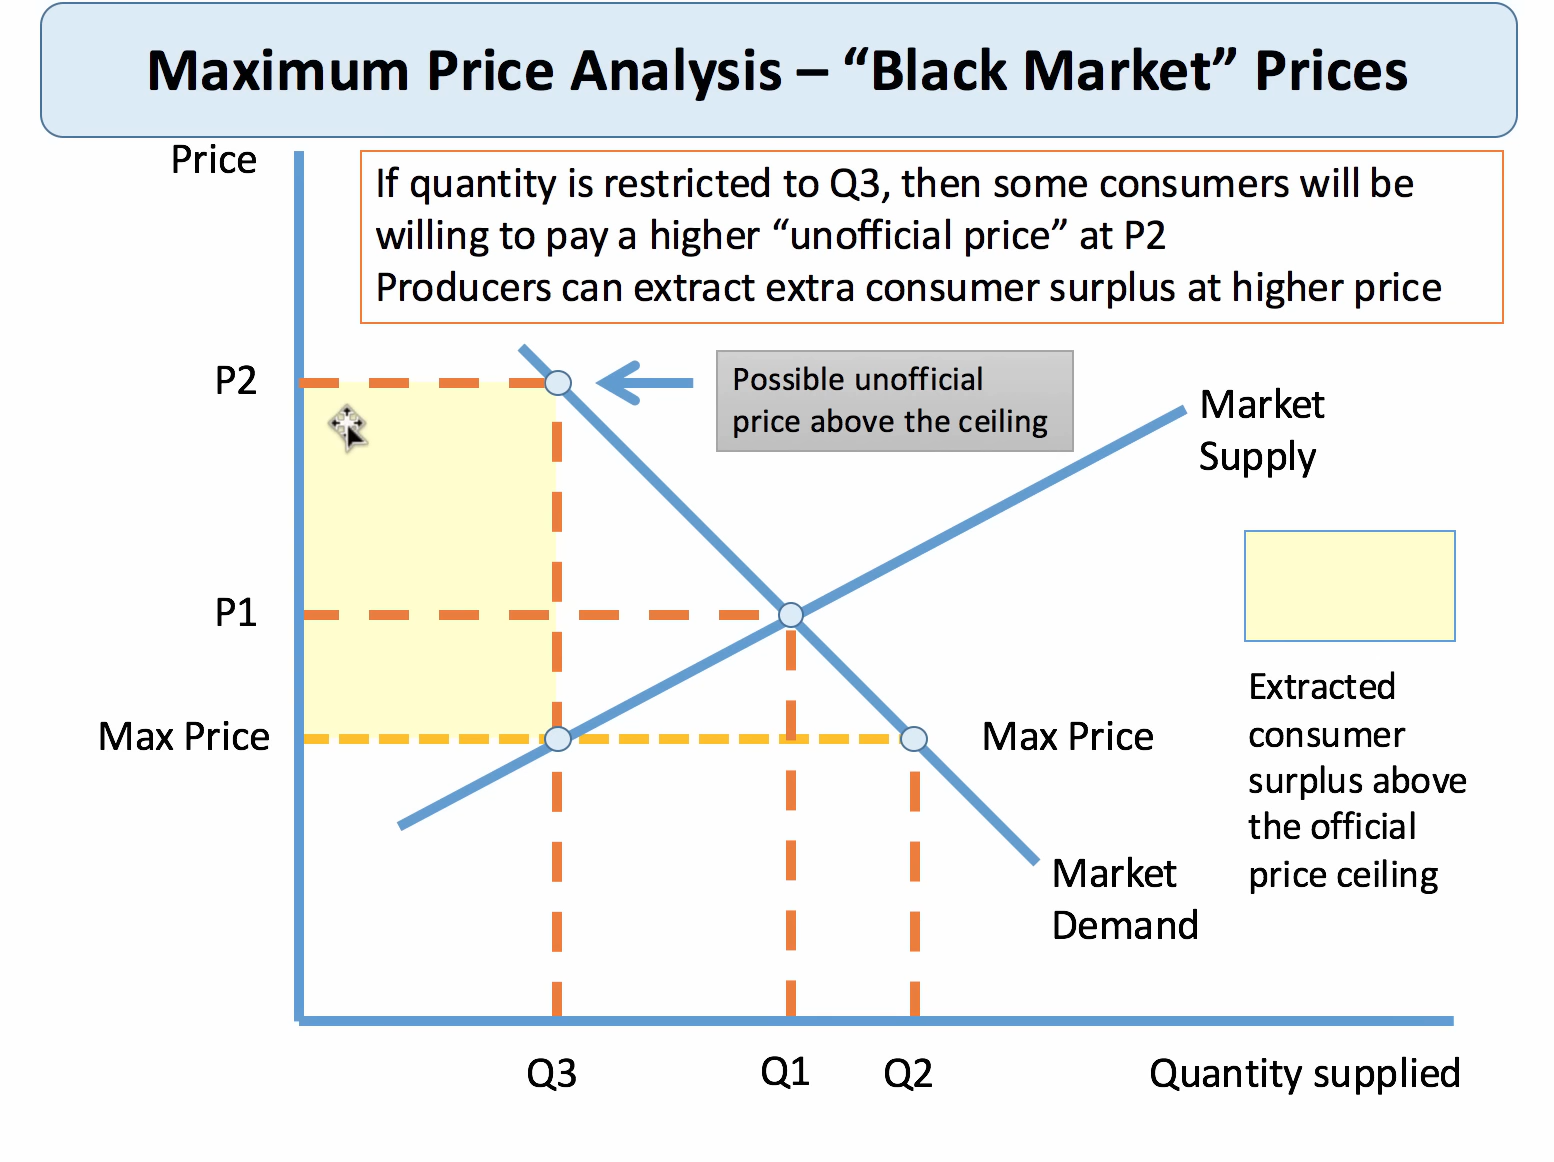 Maximum Price Analysis – “Black Market” Prices
Price
If quantity is restricted to Q3, then some consumers will be
willing to pay a higher “unofficial price” at P2
Producers can extract extra consumer surplus at higher price
P2
Possible unofficial
price above the ceiling
Market
Supply
P1
Max Price
Max Price
Extracted
consumer
surplus above
the official
price ceiling
Market
Demand
Q3
Q1
Q2
Quantity supplied